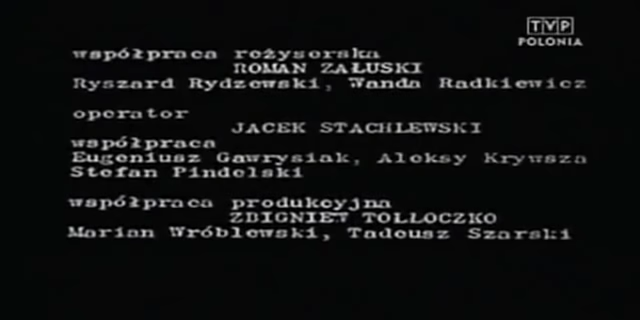 TVP
POLONIA
współpraca reżyserska
ROMAN ZAŁUSKI
Ryszard Rydzewski, Wanda Radkiewicz
operator
JACEK STACHLEWSKI
współpraca
Eugeniusz Gawrysiak, Aleksy Krywsza
Stefan Pindelski
współpraca produkcyjna
ZBIGNIEW TOŁŁOCZKO
Marian Wróblewski, Tadeusz Szarski